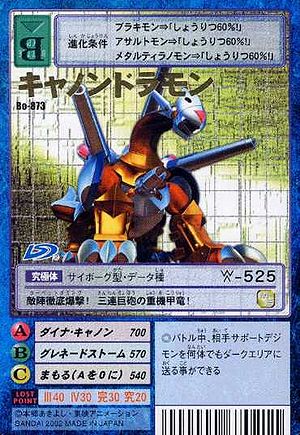 進化条件
ブラキモン⇒「しょうりつ60%!」
アサルトモン⇒「しょうりつ60%!」
メタルティラノモン⇒「しょうりつ60%!」
キャノンドラモン
Bo-873
究極体 サイボーグ型・データ種
W-525
敵陣徹底爆撃! 三連巨砲の重機甲竜!
A ダイナ・キャノン 700
B グレネードストーム 570
C まもる(Aを0に) 540
◎バトル中、相手サポートデジ
モンを何体でもダークエリアに
送る事ができる
LOST POINT Ⅲ40 Ⅳ30 完30 究20
©本郷あきよし・東映アニメーション
BANDAI 2002 MADE IN JAPAN